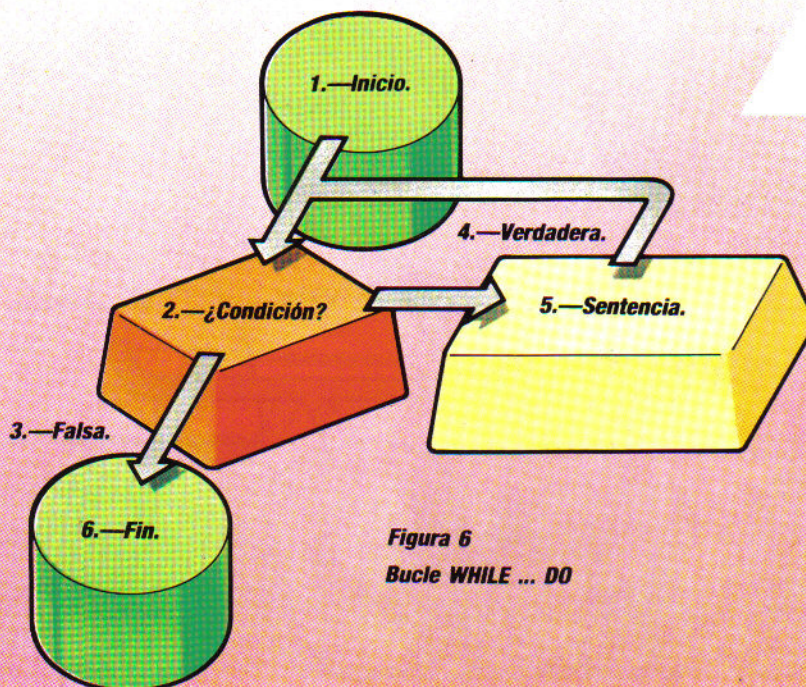 1.—Inicio.
4.—Verdadera.
2.—¿Condición?
5.—Sentencia.
3.—Falsa.
6.—Fin.
Figura 6
Bucle WHILE ... DO